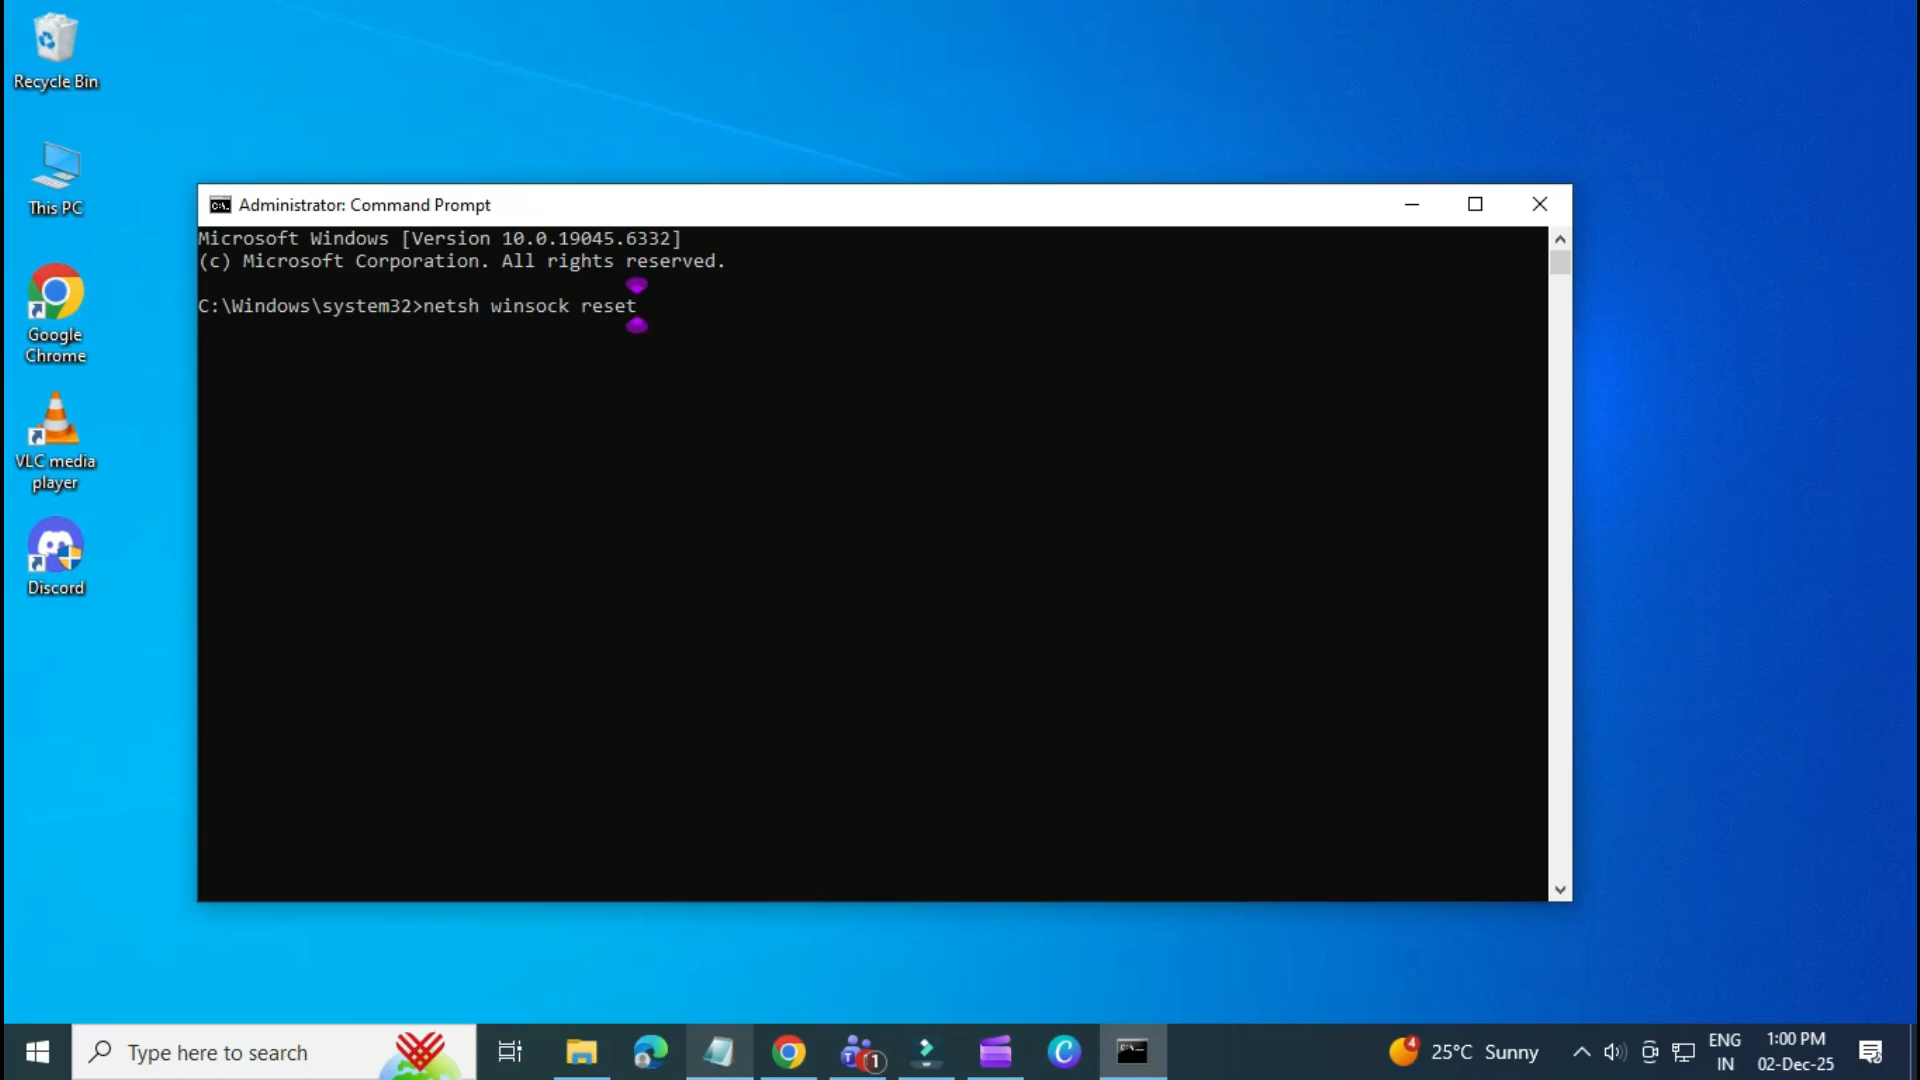 Recycle Bin
This PC
Google
Chrome
VLC media
player
Discord
Administrator: Command Prompt
Microsoft Windows [Version 10.0.19045.6332]
(c) Microsoft Corporation. All rights reserved.
C:\Windows\system32>netsh winsock reset
Type here to search
1
4
25°C Sunny
ENG
IN
1:00 PM
02-Dec-25